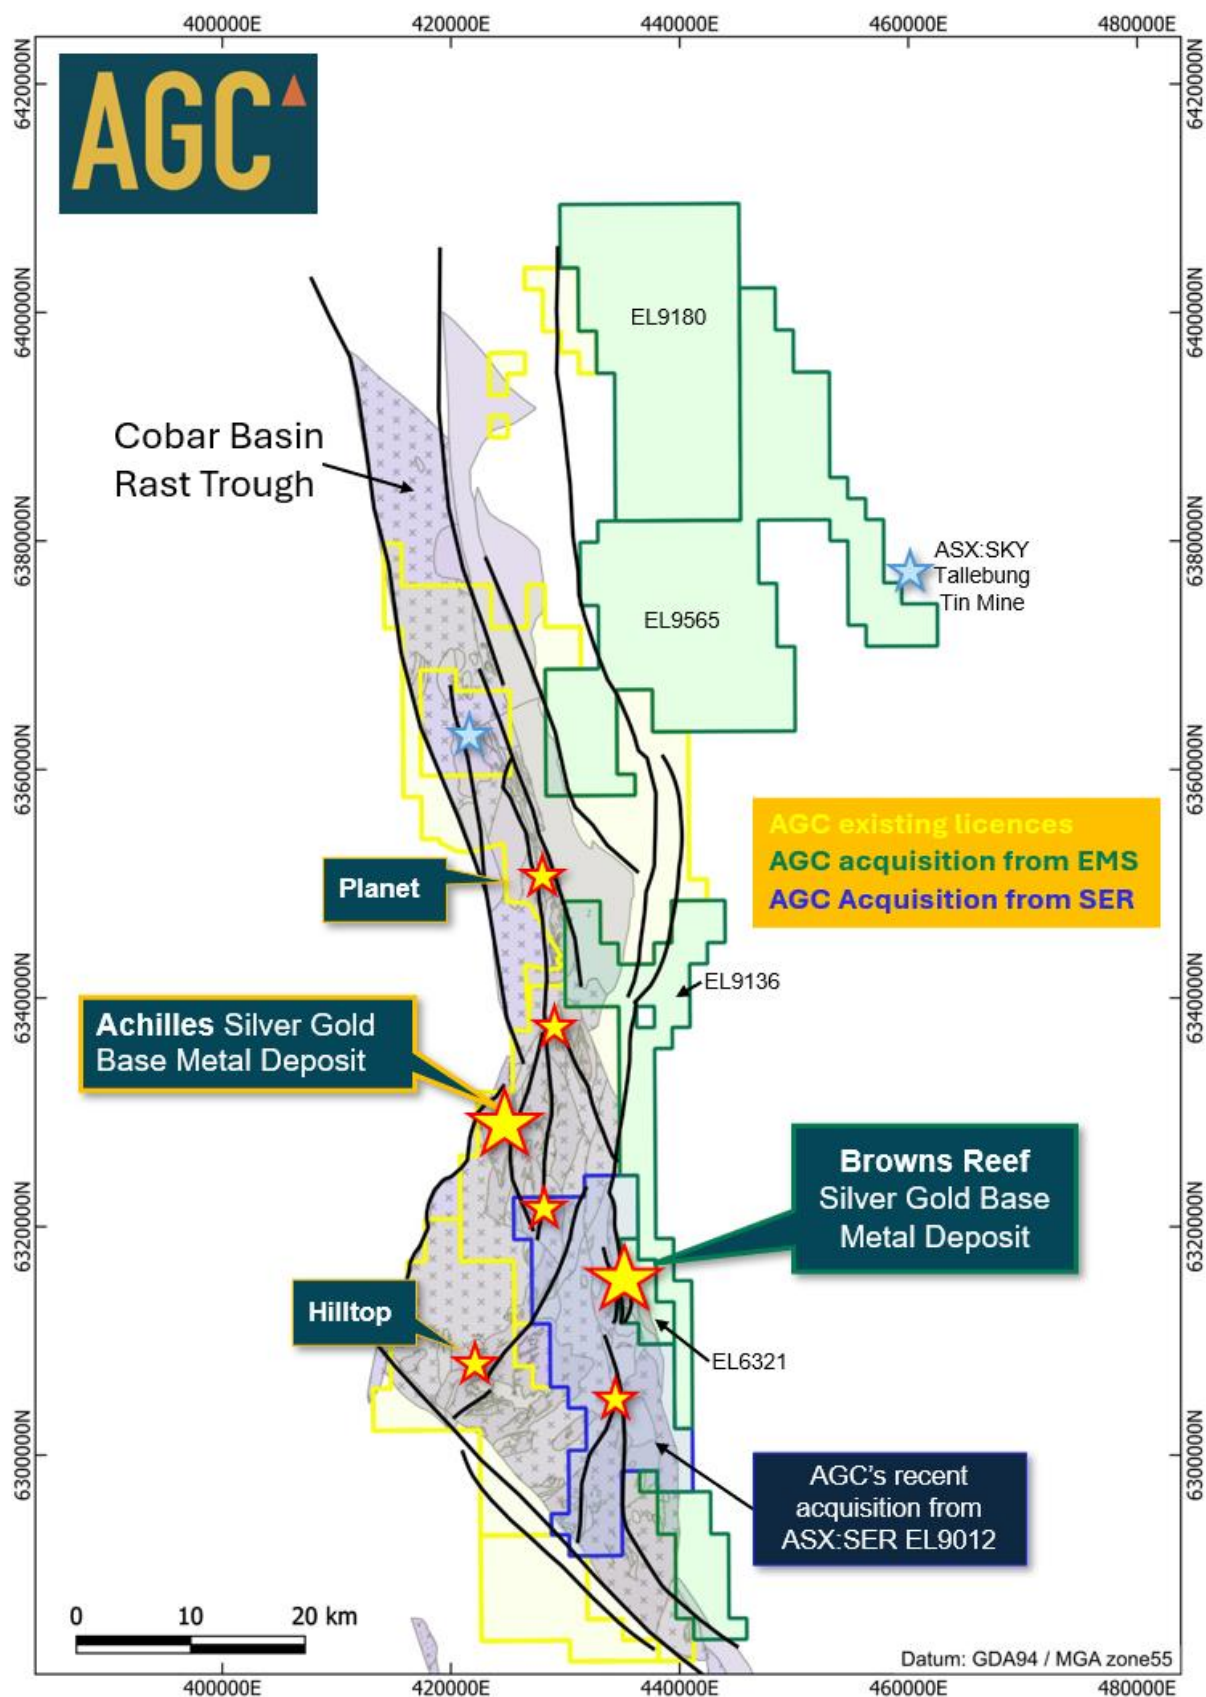 400000E 420000E 440000E 460000E 480000E
6420000N
6420000N
AGC
6400000N
EL9180
6400000N
Cobar Basin
Rast Trough
6380000N
ASX:SKY
Tallebung
Tin Mine
6380000N
EL9565
6360000N
6360000N
AGC existing licences
AGC acquisition from EMS
AGC Acquisition from SER
Planet
EL9136
6340000N
6340000N
Achilles Silver Gold
Base Metal Deposit
Browns Reef
Silver Gold Base
Metal Deposit
6320000N
6320000N
Hilltop
EL6321
6300000N
6300000N
AGC's recent
acquisition from
ASX:SER EL9012
0 10 20 km
Datum: GDA94 / MGA zone55
400000E 420000E 440000E 460000E 480000E